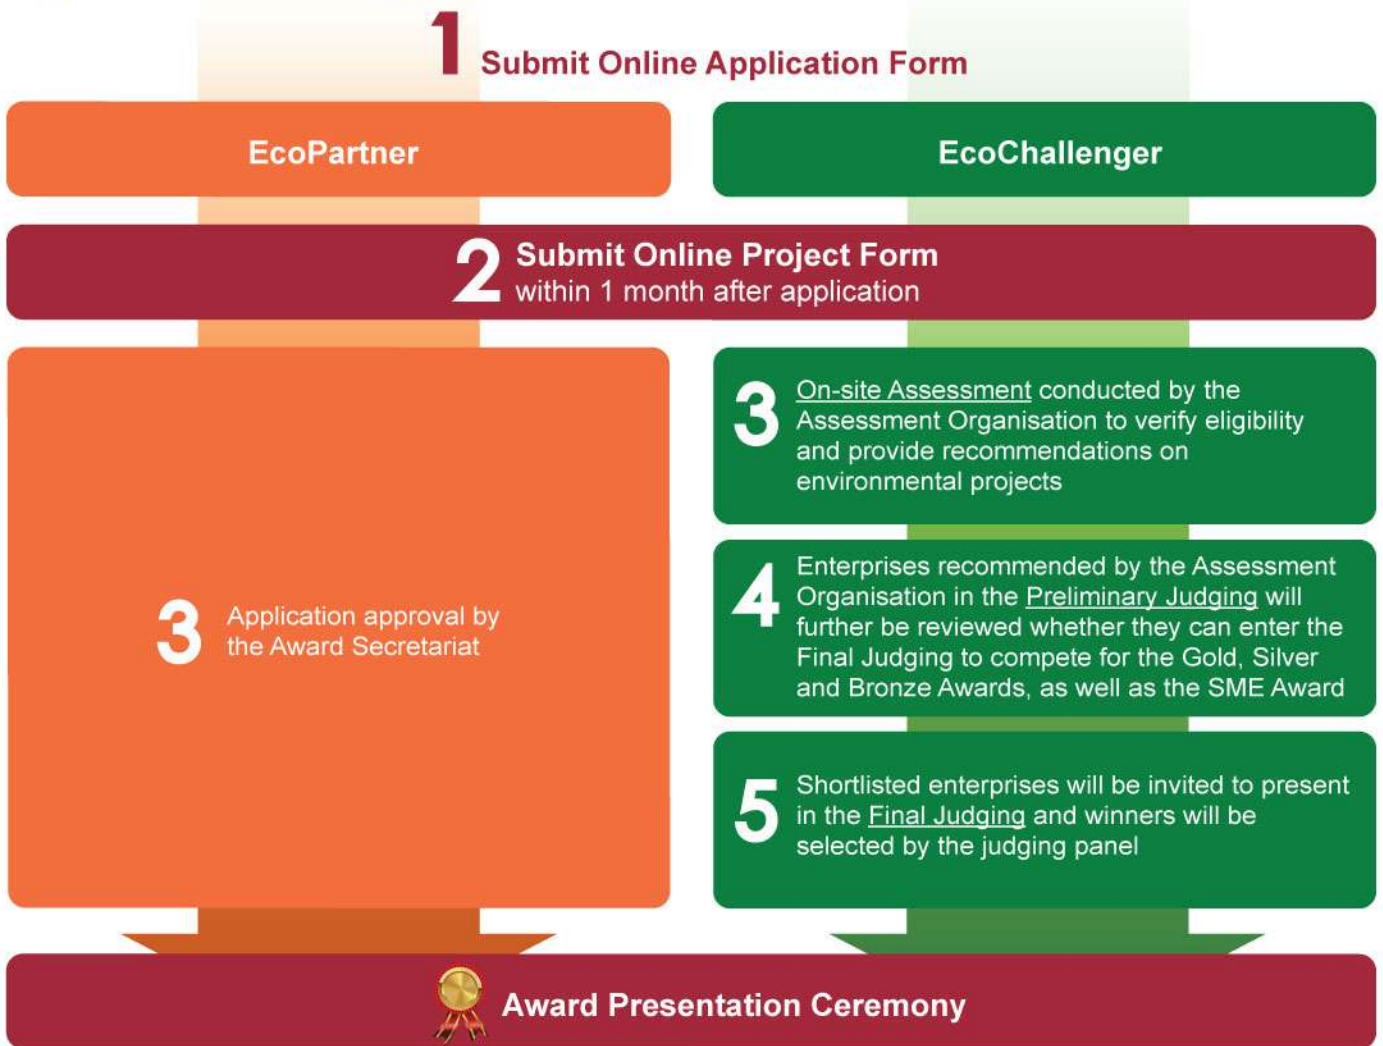 1 Submit Online Application Form
EcoPartner
EcoChallenger
2 Submit Online Project Form
within 1 month after application
3 Application approval by
the Award Secretariat
3 On-site Assessment conducted by the
Assessment Organisation to verify eligibility
and provide recommendations on
environmental projects
4 Enterprises recommended by the Assessment
Organisation in the Preliminary Judging will
further be reviewed whether they can enter the
Final Judging to compete for the Gold, Silver
and Bronze Awards, as well as the SME Award
5 Shortlisted enterprises will be invited to present
in the Final Judging and winners will be
selected by the judging panel
Award Presentation Ceremony